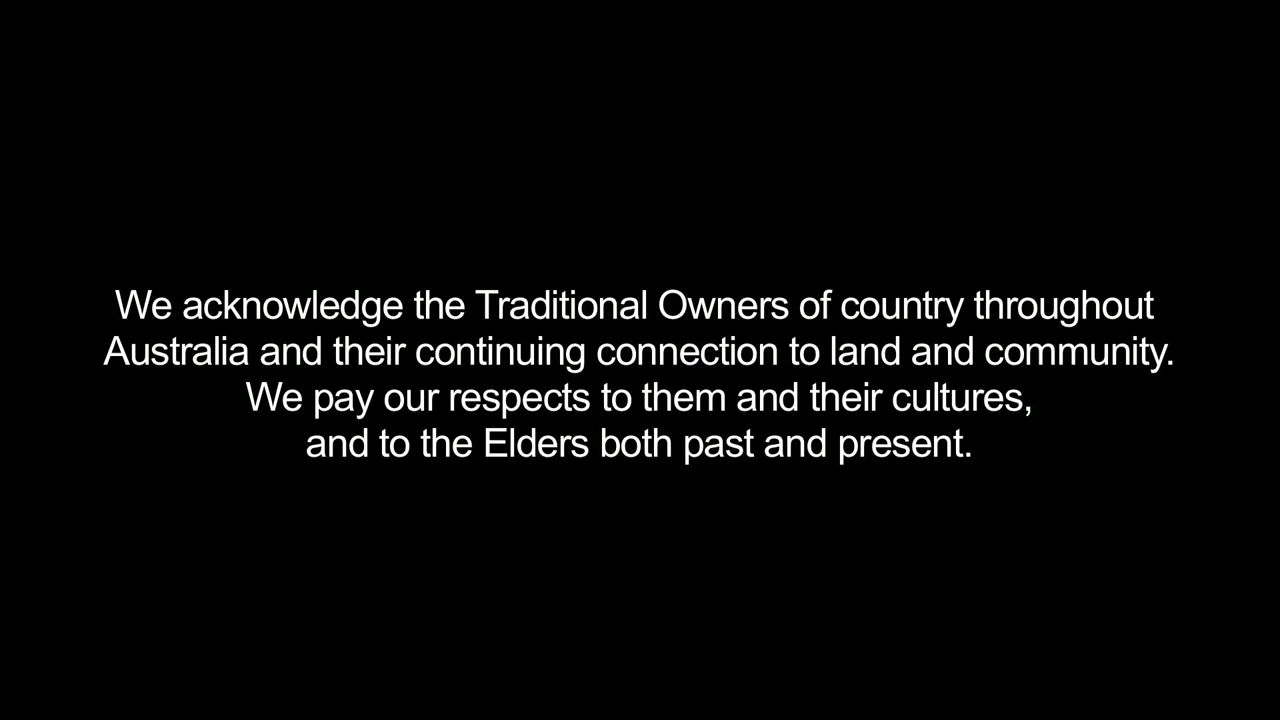 We acknowledge the Traditional Owners of country throughout
Australia and their continuing connection to land and community.
We pay our respects to them and their cultures,
and to the Elders both past and present.